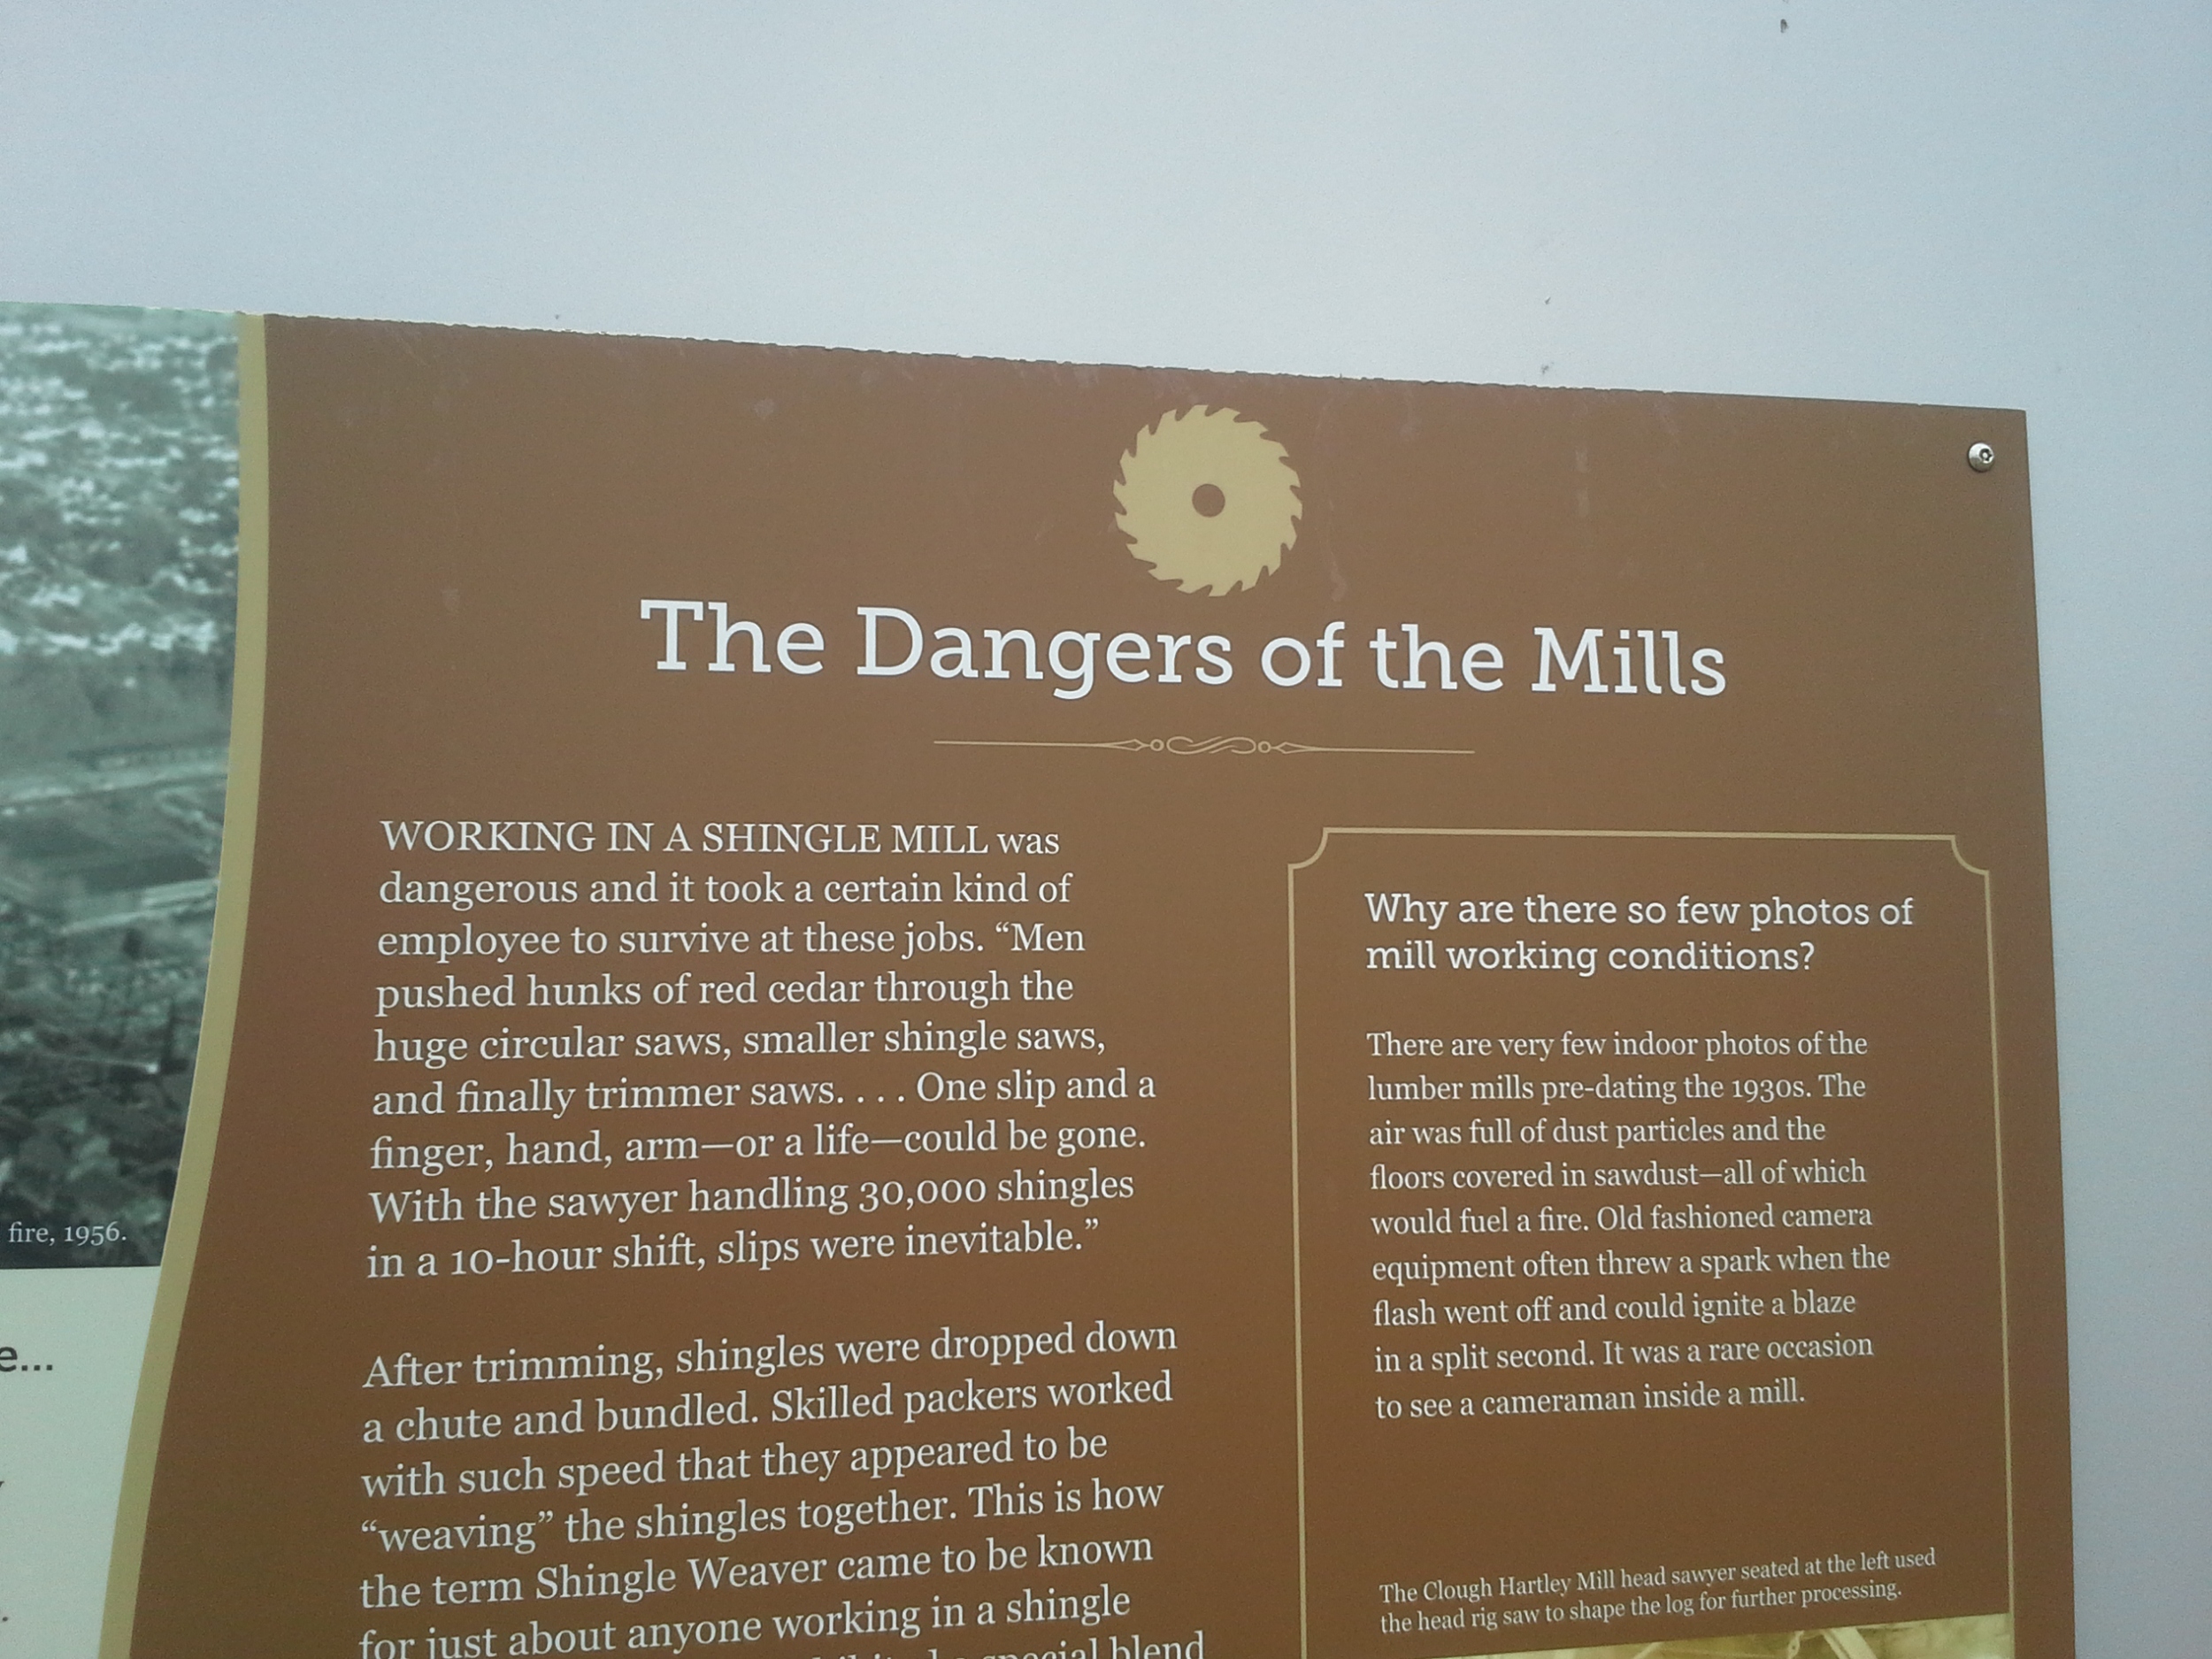 The Dangers of the Mills
WORKING IN A SHINGLE MILL was
dangerous and it took a certain kind of
employee to survive at these jobs. “Men
pushed hunks of red cedar through the
huge circular saws, smaller shingle saws,
and finally trimmer saws. . . . One slip and a
finger, hand, arm—or a life—could be gone.
With the sawyer handling 30,000 shingles
in a 10-hour shift, slips were inevitable.”
After trimming, shingles were dropped down
a chute and bundled. Skilled packers worked
with such speed that they appeared to be
“weaving” the shingles together. This is how
the term Shingle Weaver came to be known
for just about anyone working in a shingle
special blend
Why are there so few photos of
mill working conditions?
There are very few indoor photos of the
lumber mills pre-dating the 1930s. The
air was full of dust particles and the
floors covered in sawdust—all of which
would fuel a fire. Old fashioned camera
equipment often threw a spark when the
flash went off and could ignite a blaze
in a split second. It was a rare occasion
to see a cameraman inside a mill.
The Clough Hartley Mill head sawyer seated at the left used
the head rig saw to shape the log for further processing.
fire, 1956.
e...